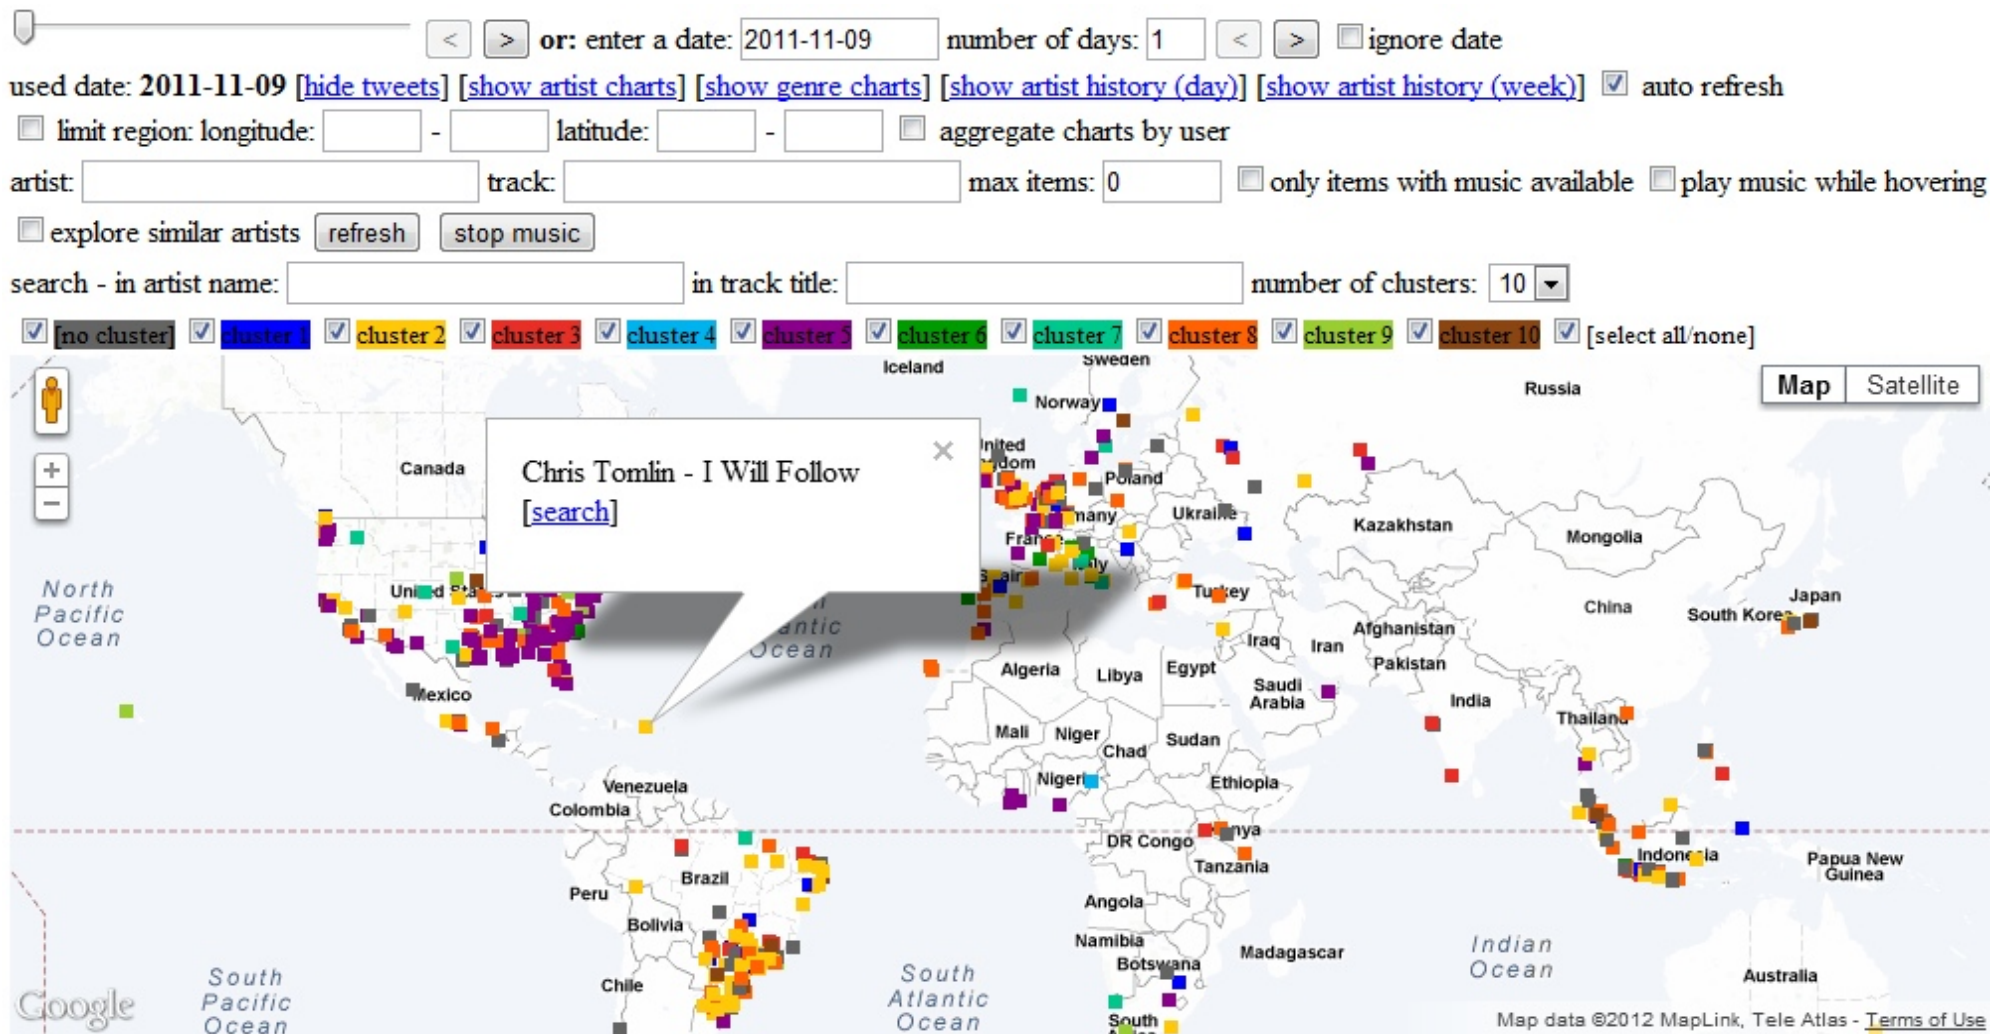 < > or: enter a date: 2011-11-09 number of days: 1 < > ignore date
used date: 2011-11-09 [hide tweets] [show artist charts] [show genre charts] [show artist history (day)] [show artist history (week)] auto refresh
limit region: longitude: - latitude: - aggregate charts by user
artist: track: max items: 0 only items with music available play music while hovering
explore similar artists refresh stop music
search - in artist name: in track title: number of clusters: 10
[no cluster] cluster 1 cluster 2 cluster 3 cluster 4 cluster 5 cluster 6 cluster 7 cluster 8 cluster 9 cluster 10 [select all/none]
Iceland
Sweden
Russia
Map Satellite
Norway
Canada
Chris Tomlin - I Will Follow
[search]
×
+
−
Poland
Ukraine
Kazakhstan
Mongolia
France
United States
North
Pacific
Ocean
Ocean
Turkey
China
South Korea
Japan
Iraq
Iran
Afghanistan
Pakistan
Algeria
Libya
Egypt
Saudi
Arabia
India
Thailand
Mexico
Mali
Niger
Chad
Sudan
Nigeria
Ethiopia
Venezuela
Colombia
DR Congo
Kenya
Tanzania
Indonesia
Papua New
Guinea
Peru
Brazil
Bolivia
Angola
Namibia
Botswana
Madagascar
Indian
Ocean
Australia
South
Pacific
Ocean
Chile
South
Atlantic
Ocean
South
Google
Map data ©2012 MapLink, Tele Atlas - Terms of Use